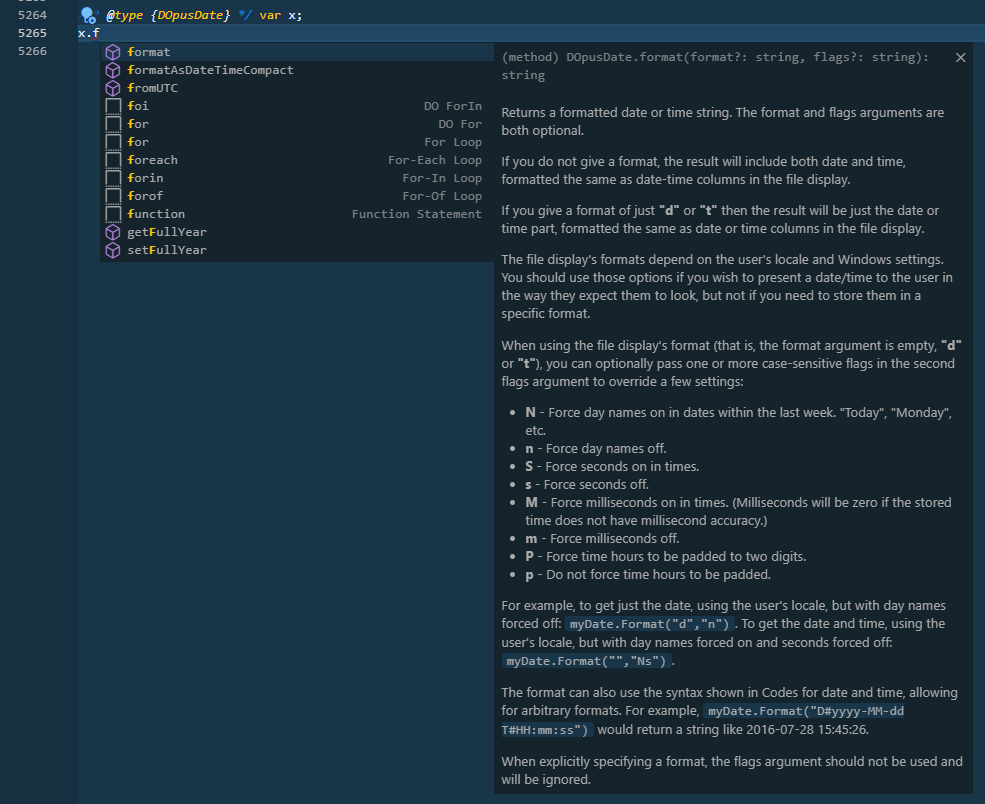 5264 @type {DOpusDate} */ var x;
5265 x.f
5266
format
formatAsDateTimeCompact
fromUTC
foi DO ForIn
for DO For
for For Loop
foreach For-Each Loop
forin For-In Loop
forof For-Of Loop
function Function Statement
getFullYear
setFullYear
(method) DOpusDate.format(format?: string, flags?: string):
string
Returns a formatted date or time string. The format and flags arguments are
both optional.
If you do not give a format, the result will include both date and time,
formatted the same as date-time columns in the file display.
If you give a format of just "d" or "t" then the result will be just the date or
time part, formatted the same as date or time columns in the file display.
The file display's formats depend on the user's locale and Windows settings.
You should use those options if you wish to present a date/time to the user in
the way they expect them to look, but not if you need to store them in a
specific format.
When using the file display's format (that is, the format argument is empty, "d"
or "t"), you can optionally pass one or more case-sensitive flags in the second
flags argument to override a few settings:
• N - Force day names on in dates within the last week. "Today", "Monday",
etc.
• n - Force day names off.
• S - Force seconds on in times.
• s - Force seconds off.
• M - Force milliseconds on in times. (Milliseconds will be zero if the stored
time does not have millisecond accuracy.)
• m - Force milliseconds off.
• P - Force time hours to be padded to two digits.
• p - Do not force time hours to be padded.
For example, to get just the date, using the user's locale, but with day names
forced off: myDate.Format("d","n") . To get the date and time, using the
user's locale, but with day names forced on and seconds forced off:
myDate.Format("","Ns") .
The format can also use the syntax shown in Codes for date and time, allowing
for arbitrary formats. For example, myDate.Format("D#yyyy-MM-dd
T#HH:mm:ss") would return a string like 2016-07-28 15:45:26.
When explicitly specifying a format, the flags argument should not be used and
will be ignored.